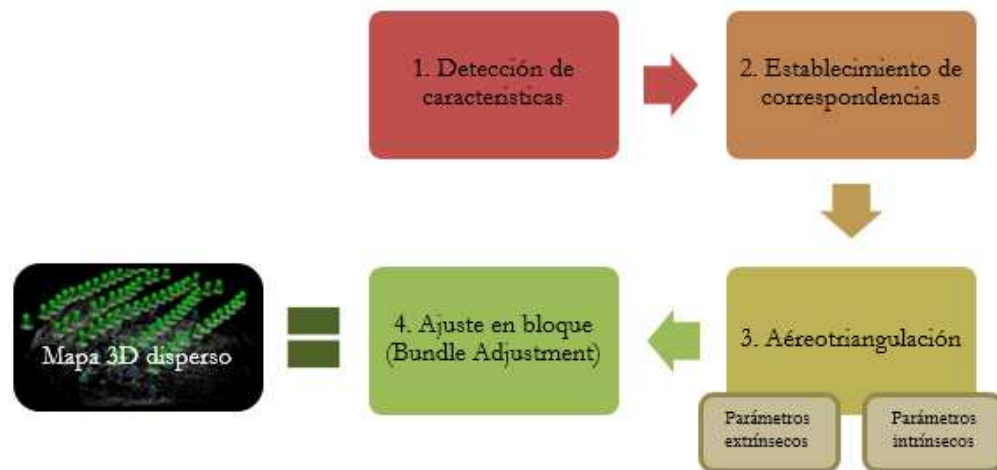 1. Detección de
caracteristicas
2. Establecimiento de
correspondencias
3. Aéreotriangulación
Parámetros
extrínsecos
Parámetros
intrínsecos
4. Ajuste en bloque
(Bundle Adjustment)
Mapa 3D disperso